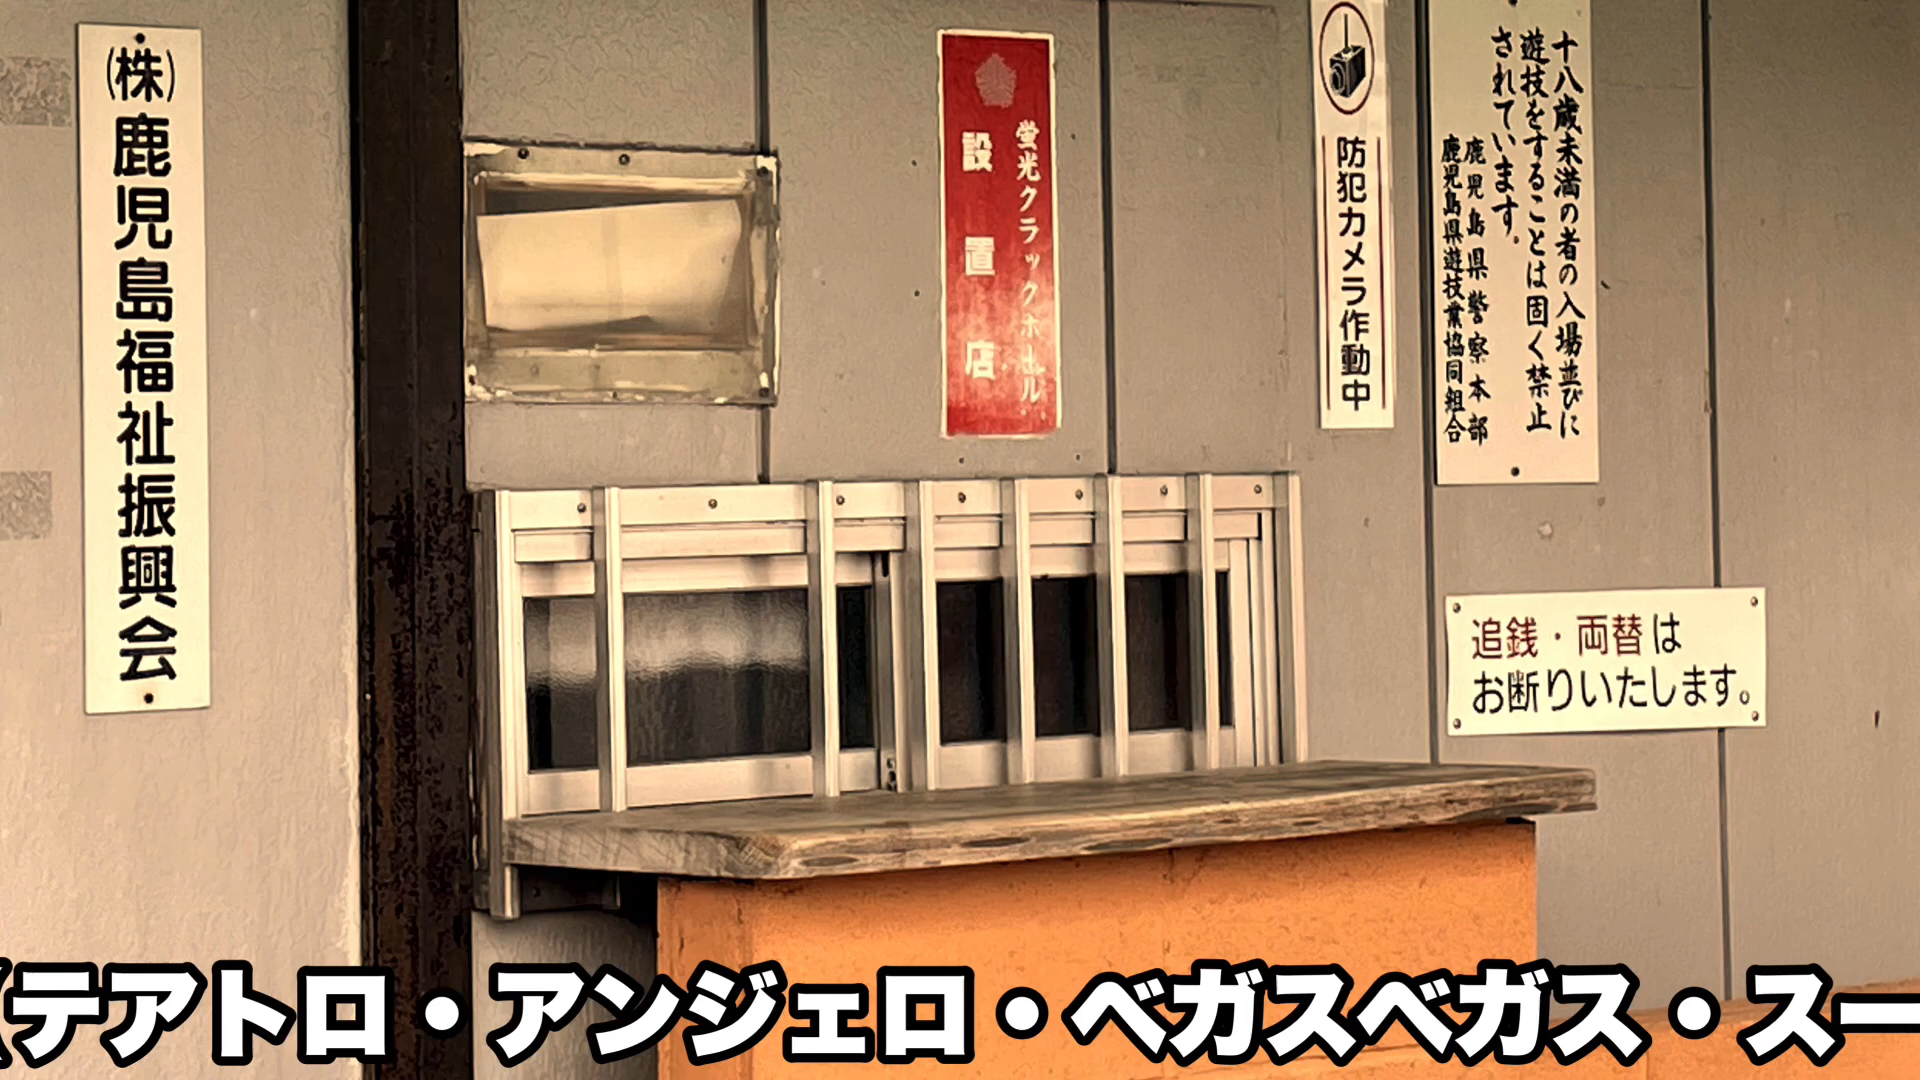 (株)鹿児島福祉振興会
蛍光クラックホール
設置店
防犯カメラ作動中
十八歳未満の者の入場並びに
遊技をすることは固く禁止
されています。
鹿児島県警察本部
鹿児島県遊技業協同組合
追銭・両替は
お断りいたします。
(テアトロ・アンジェロ・ベガスベガス・スー